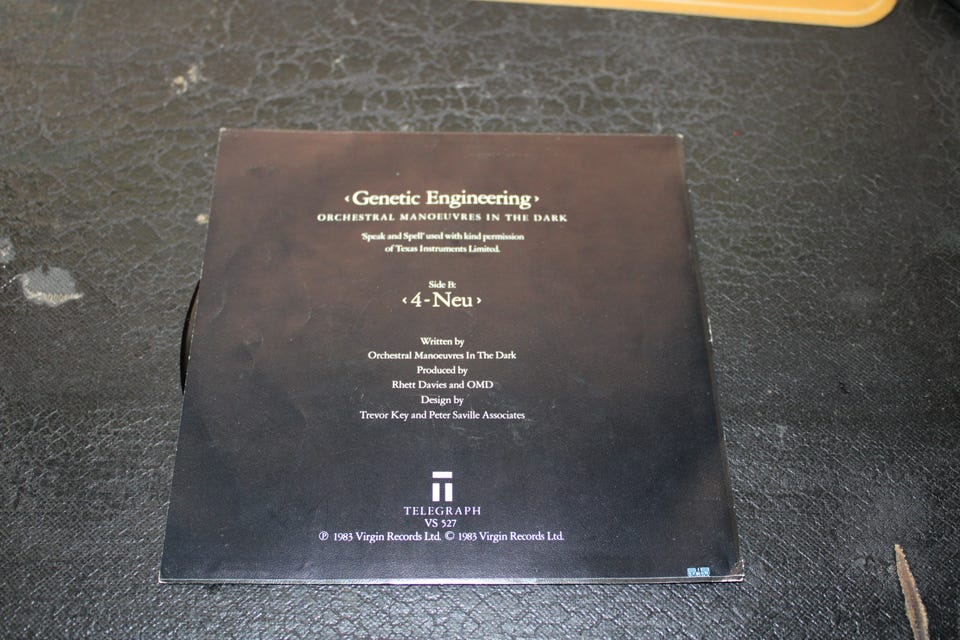 ‹Genetic Engineering›
ORCHESTRAL MANOEUVRES IN THE DARK
'Speak and Spell' used with kind permission
of Texas Instruments Limited.
Side B:
‹4-Neu›
Written by
Orchestral Manoeuvres In The Dark
Produced by
Rhett Davies and OMD
Design by
Trevor Key and Peter Saville Associates
TELEGRAPH
VS 527
℗ 1983 Virgin Records Ltd. © 1983 Virgin Records Ltd.